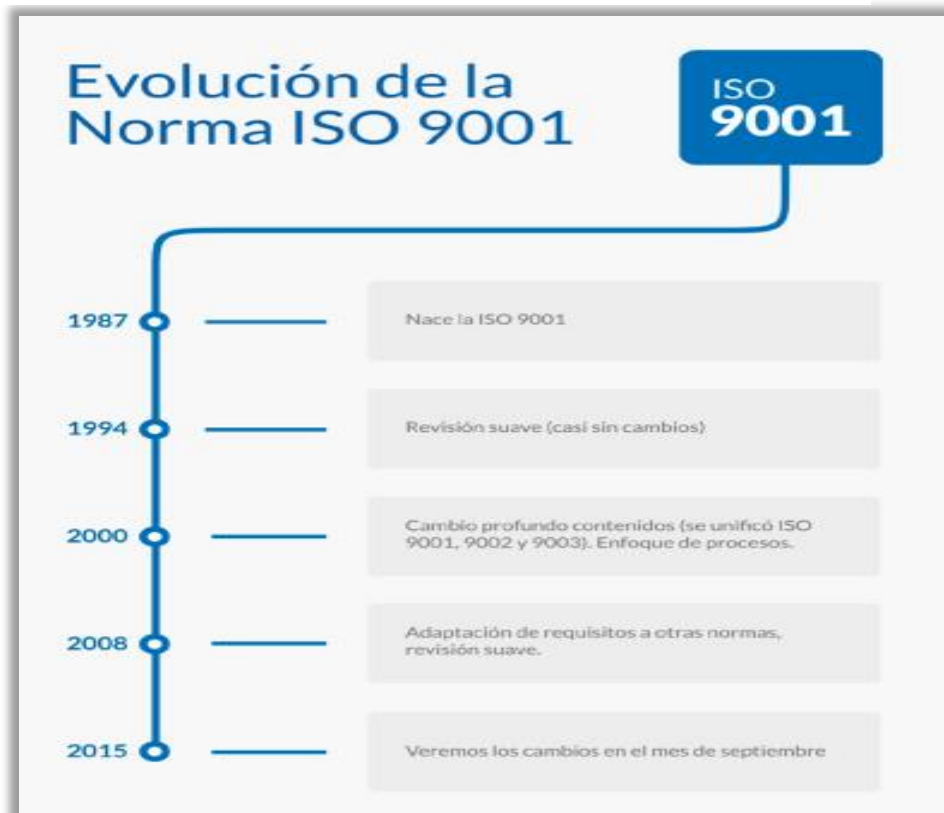 Evolución de la
Norma ISO 9001
ISO
9001
1987
Nace la ISO 9001
1994
Revisión suave (casi sin cambios)
2000
Cambio profundo contenidos (se unificó ISO
9001, 9002 y 9003). Enfoque de procesos.
2008
Adaptación de requisitos a otras normas,
revisión suave.
2015
Veremos los cambios en el mes de septiembre